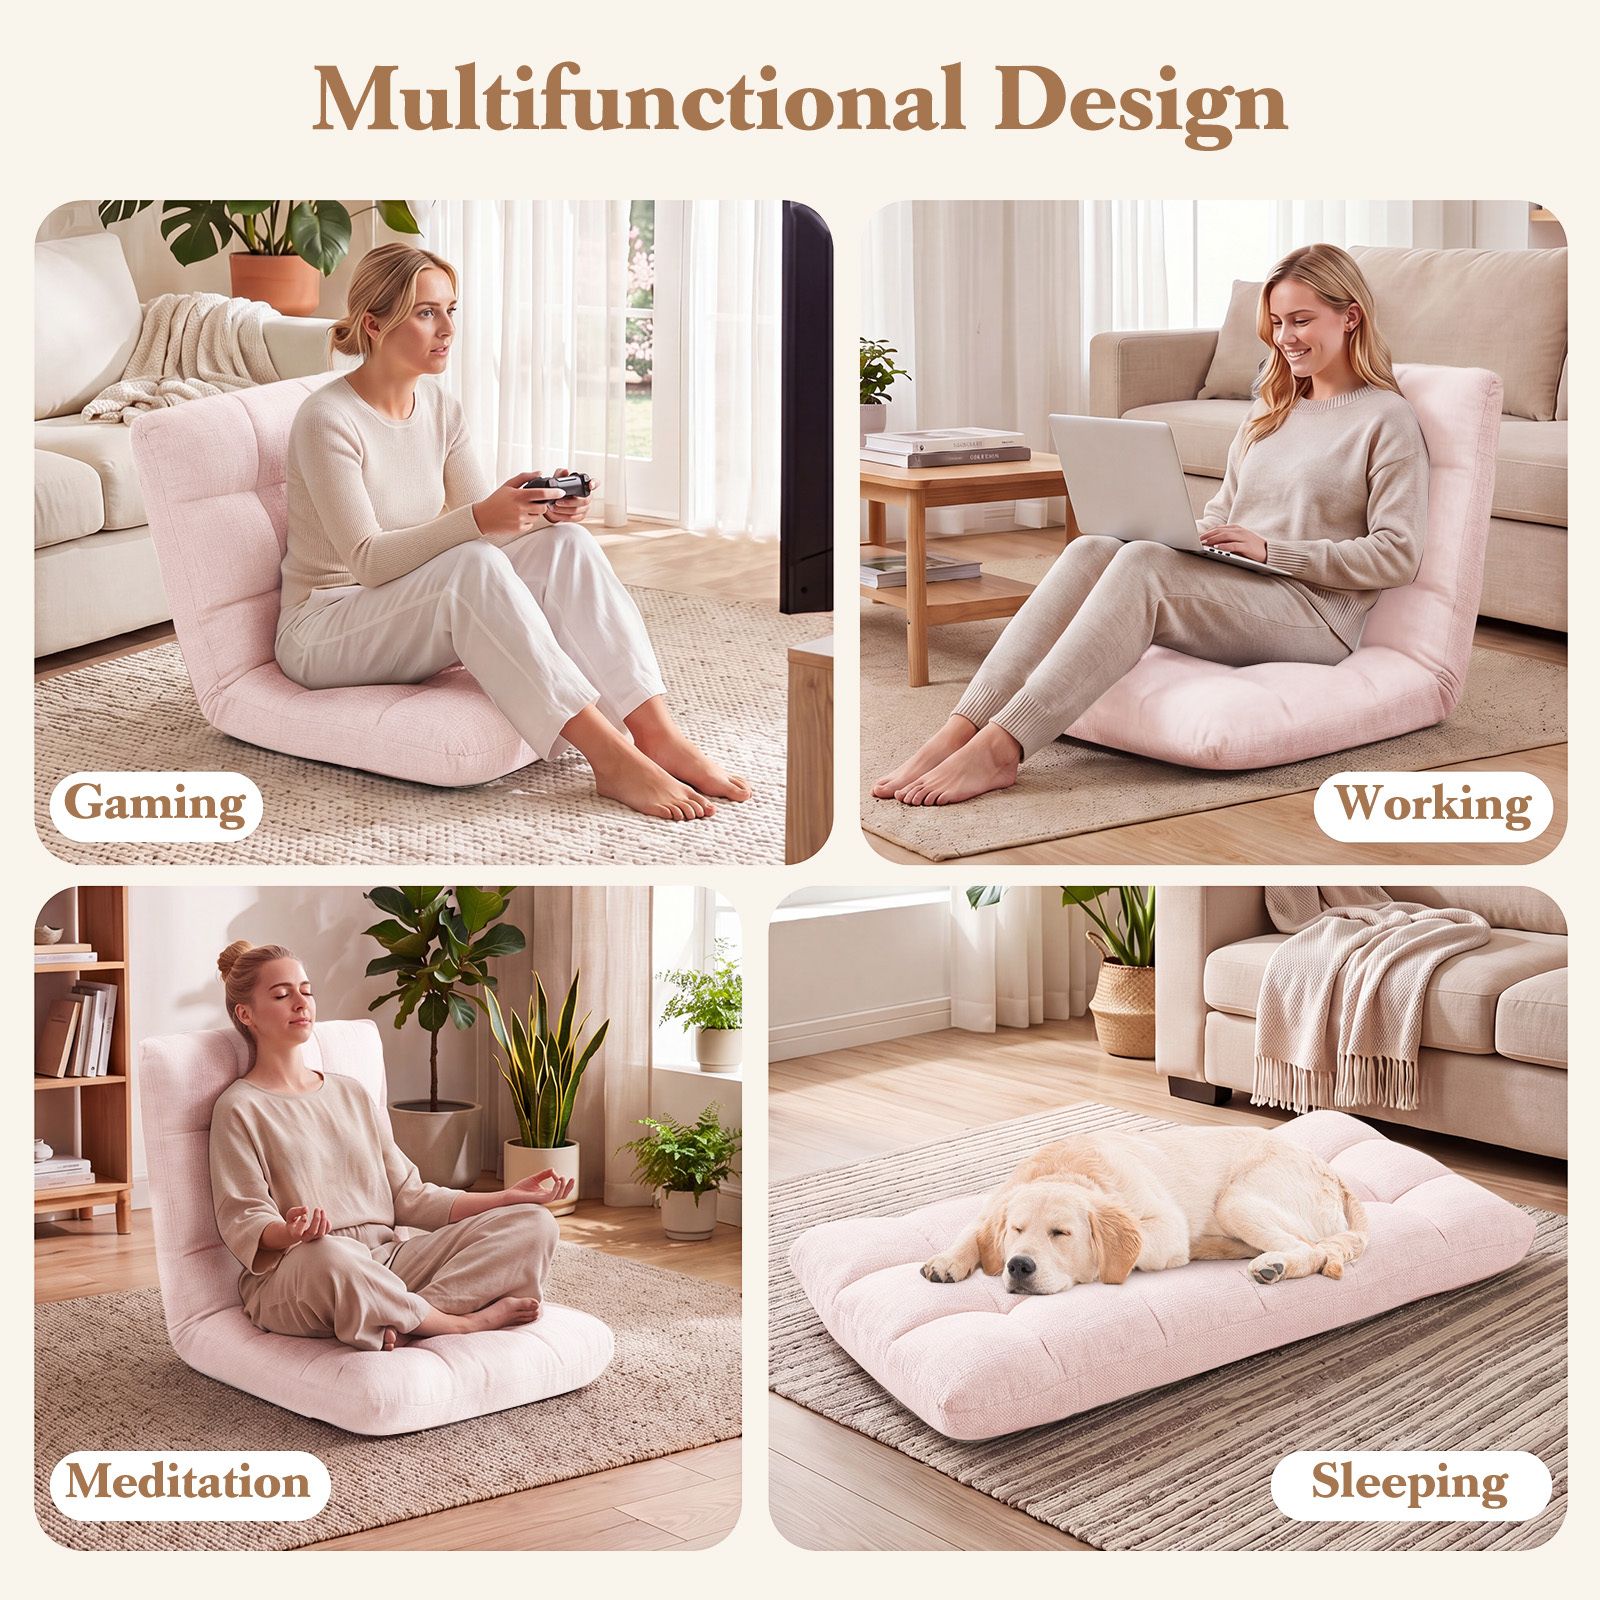 Multifunctional Design
Gaming
Working
Meditation
Sleeping